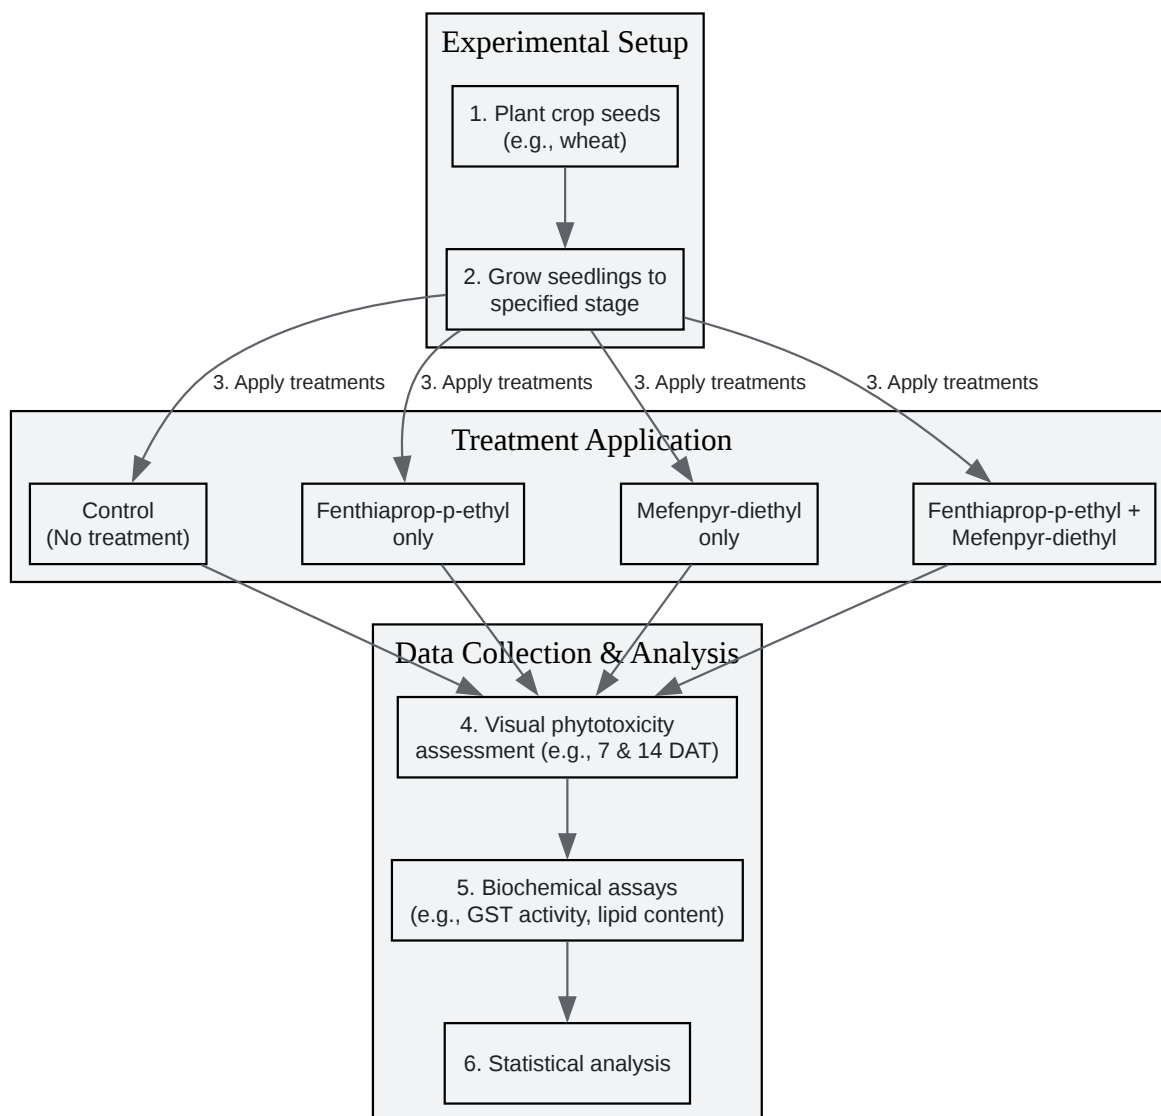 Experimental Setup
1. Plant crop seeds
(e.g., wheat)
2. Grow seedlings to
specified stage
3. Apply treatments
3. Apply treatments
3. Apply treatments
3. Apply treatments
Treatment Application
Control
(No treatment)
Fenthiaprop-p-ethyl
only
Mefenpyr-diethyl
only
Fenthiaprop-p-ethyl +
Mefenpyr-diethyl
Data Collection & Analysis
4. Visual phytotoxicity
assessment (e.g., 7 & 14 DAT)
5. Biochemical assays
(e.g., GST activity, lipid content)
6. Statistical analysis